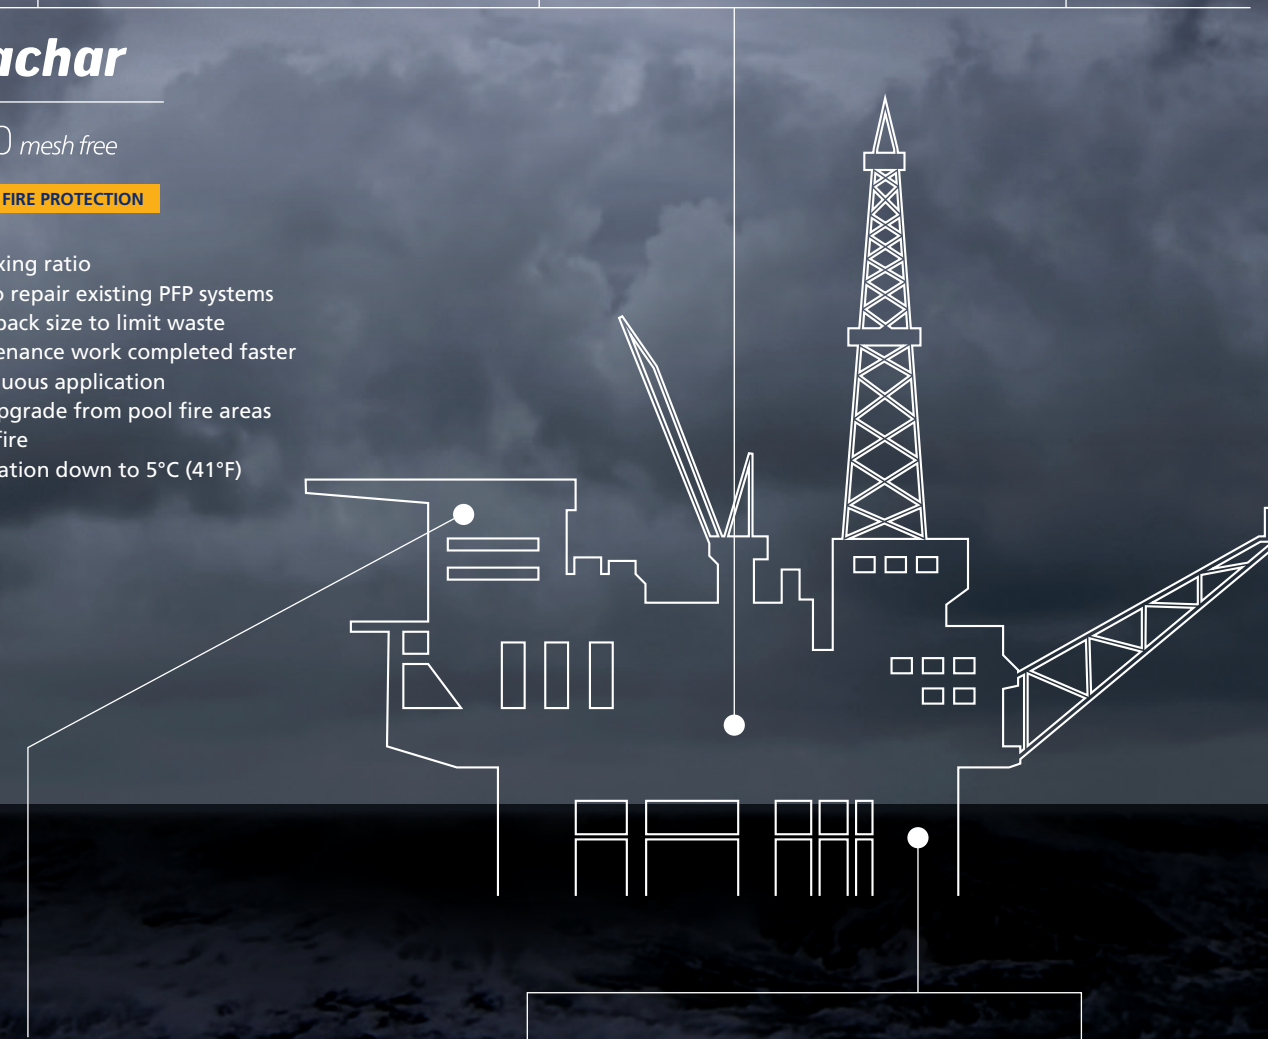 achar
0 mesh free
FIRE PROTECTION
xing ratio
o repair existing PFP systems
pack size to limit waste
enance work completed faster
uous application
pgrade from pool fire areas
fire
ation down to 5°C (41°F)